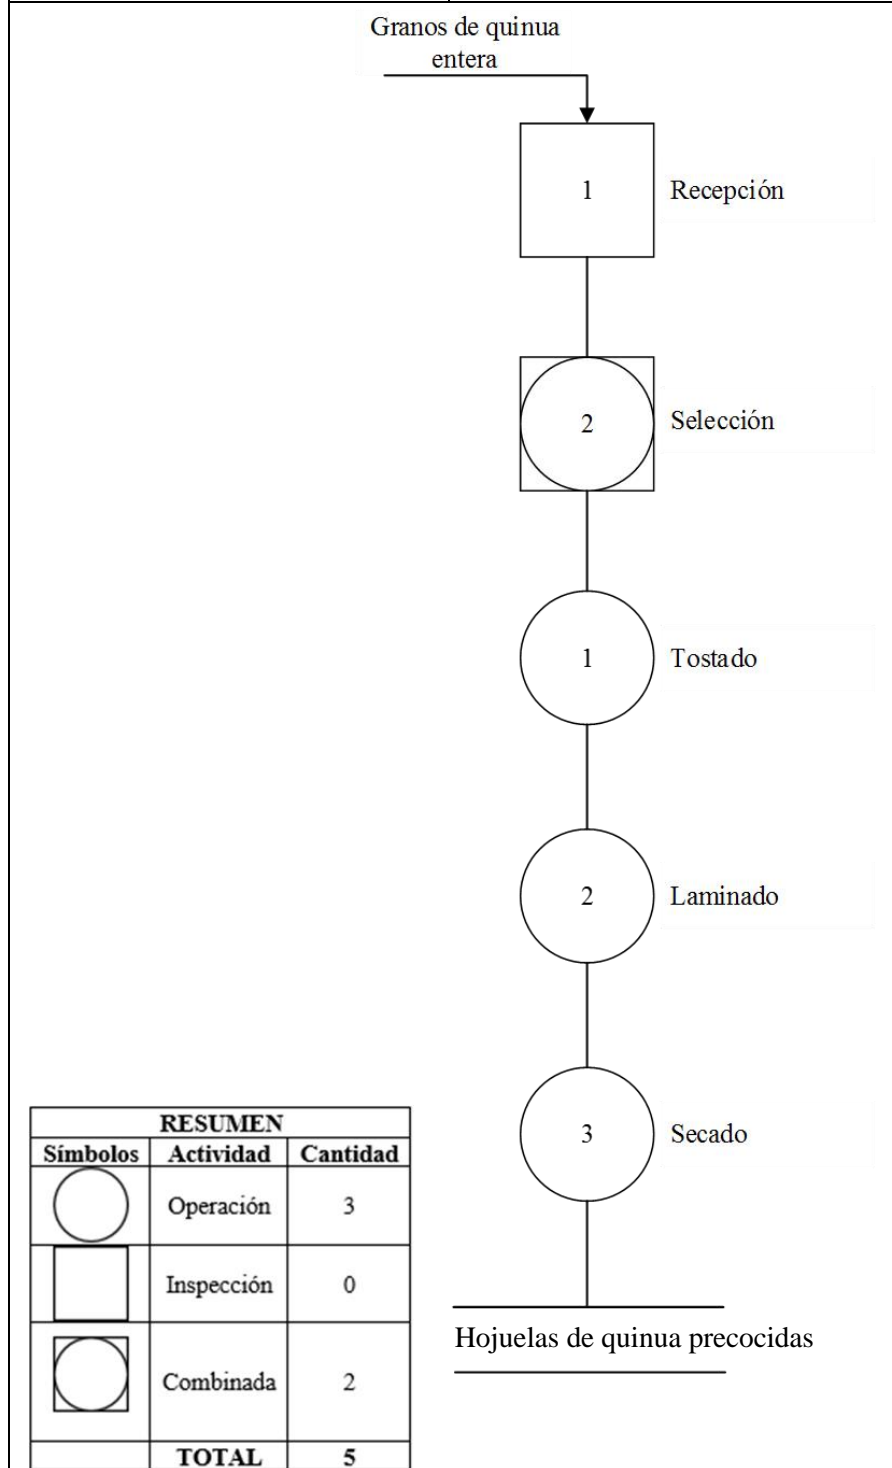 Granos de quinua
entera
1 Recepción
2 Selección
1 Tostado
2 Laminado
3 Secado
Hojuelas de quinua precocidas
RESUMEN
Símbolos Actividad Cantidad
Operación 3
Inspección 0
Combinada 2
TOTAL 5